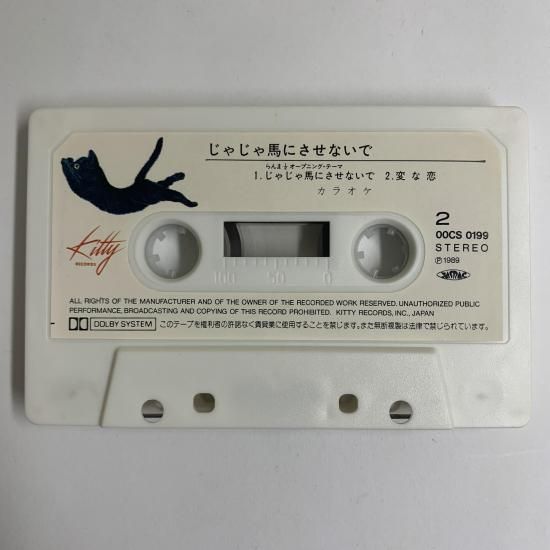 じゃじゃ馬にさせないで
らんま½オープニング・テーマ
1.じゃじゃ馬にさせないで 2.変な恋
カラオケ
Kitty
RECORDS
2
00CS 0199
STEREO
Ⓟ1989
100 50 0
ALL RIGHTS OF THE MANUFACTURER AND OF THE OWNER OF THE RECORDED WORK RESERVED. UNAUTHORIZED PUBLIC
PERFORMANCE, BROADCASTING AND COPYING OF THIS RECORD PROHIBITED. KITTY RECORDS, INC., JAPAN
DOLBY SYSTEM このテープを権利者の許諾なく賃貸業に使用することを禁じます。また無断複製は法律で禁じられています。